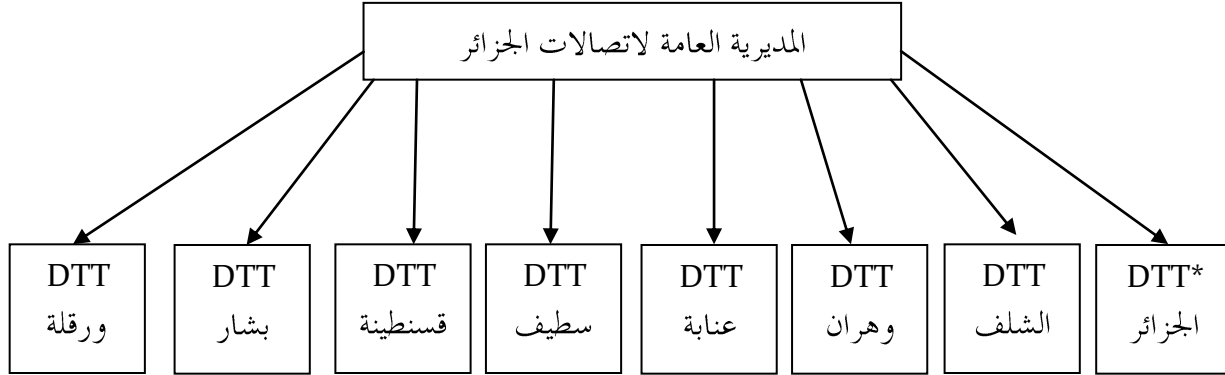 المديرية العامة لاتصالات الجزائر
DTT*
الجزائر
DTT
الشلف
DTT
وهران
DTT
عنابة
DTT
سطيف
DTT
قسنطينة
DTT
بشار
DTT
ورقلة